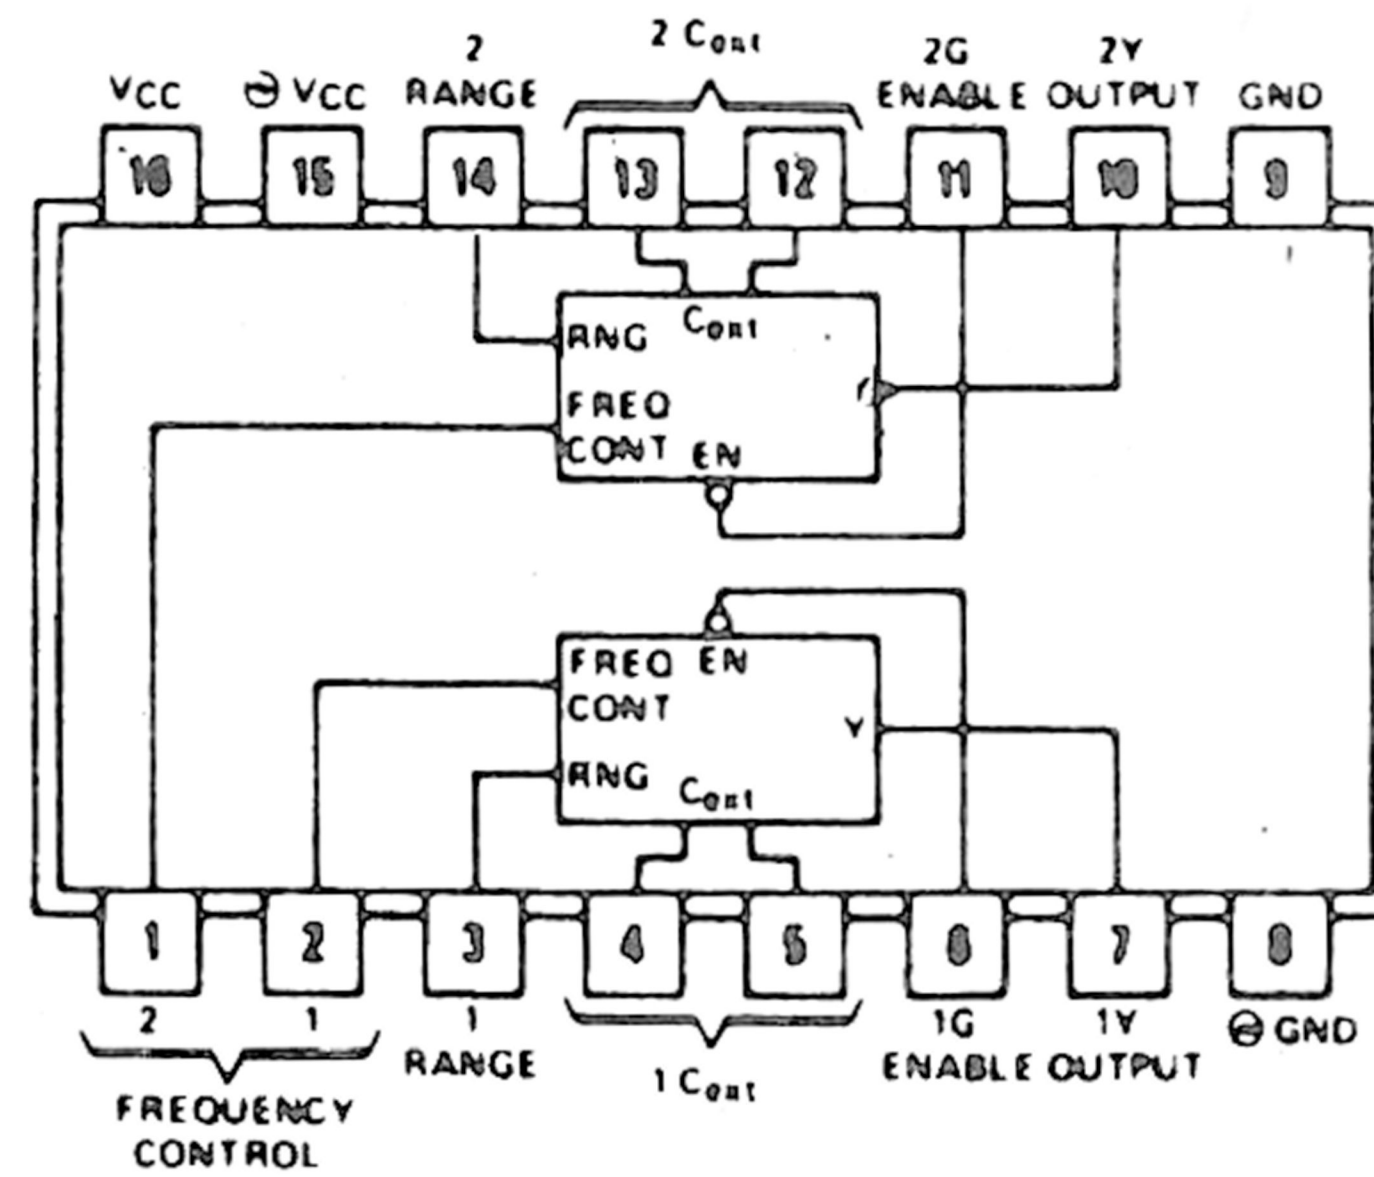 2
2 Cext
2G
2Y
VCC
⊖ VCC
RANGE
ENABLE
OUTPUT
GND
16
15
14
13
12
11
10
9
Cext
RNG
Y
FREQ
CONT
EN
FREQ
EN
CONT
Y
RNG
Cext
1
2
3
4
5
6
7
8
2
1
1
1G
1Y
⊖ GND
RANGE
1 Cext
ENABLE
OUTPUT
FREQUENCY
CONTROL